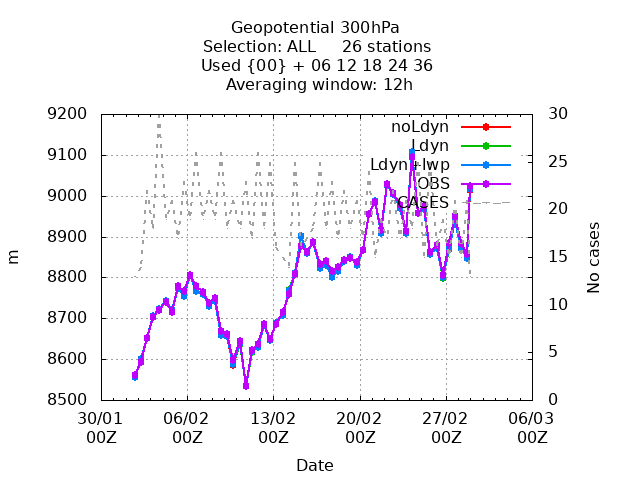 Geopotential 300hPa
Selection: ALL 26 stations
Used {00} + 06 12 18 24 36
Averaging window: 12h
9200
9100
9000
8900
8800
8700
8600
8500
30
25
20
15
10
5
0
noLdyn
Ldyn
Ldyn+lwp
OBS
CASES
m
No cases
30/01 06/02 13/02 20/02 27/02 06/03
00Z 00Z 00Z 00Z 00Z 00Z
Date